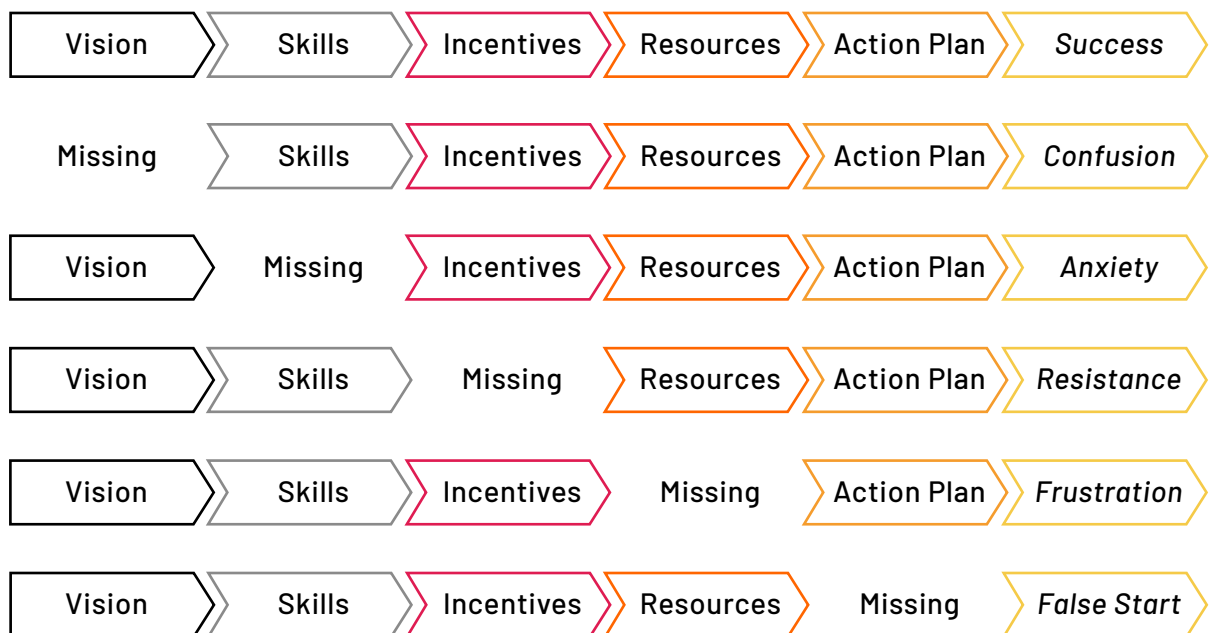 Vision Skills Incentives Resources Action Plan Success
Missing Skills Incentives Resources Action Plan Confusion
Vision Missing Incentives Resources Action Plan Anxiety
Vision Skills Missing Resources Action Plan Resistance
Vision Skills Incentives Missing Action Plan Frustration
Vision Skills Incentives Resources Missing False Start